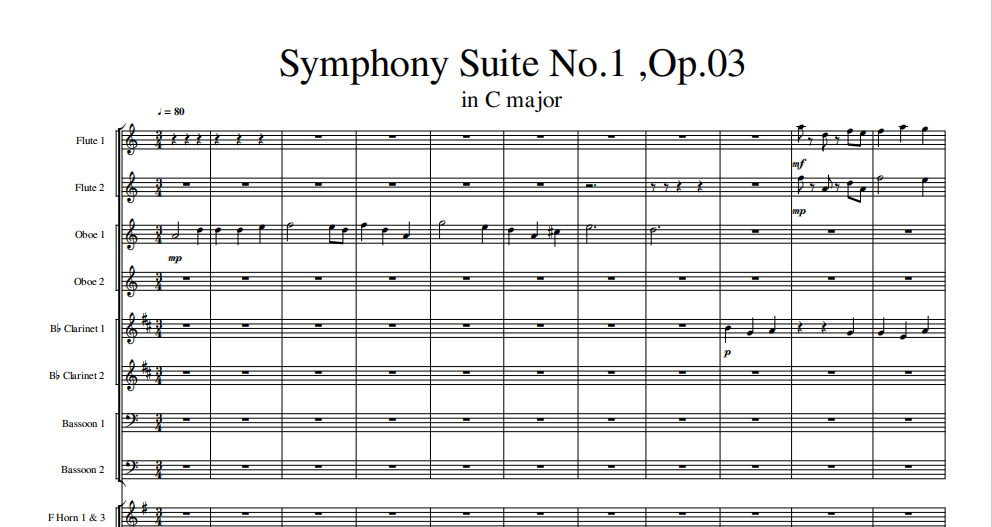 Symphony Suite No.1 ,Op.03
in C major
♩ = 80
Flute 1
mf
Flute 2
mp
Oboe 1
mp
Oboe 2
B♭ Clarinet 1
p
B♭ Clarinet 2
Bassoon 1
Bassoon 2
F Horn 1 & 3